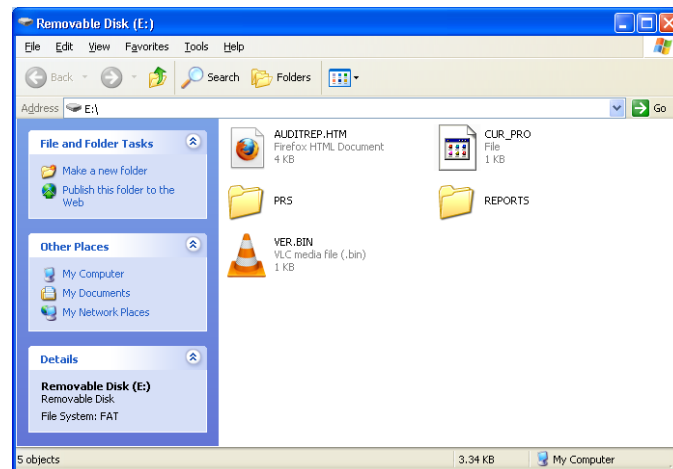 Removable Disk (E:)
File Edit View Favorites Tools Help
Back Search Folders
Address E:\ Go
File and Folder Tasks
Make a new folder
Publish this folder to the
Web
Other Places
My Computer
My Documents
My Network Places
Details
Removable Disk (E:)
Removable Disk
File System: FAT
AUDITREP.HTM
Firefox HTML Document
4 KB
CUR_PRO
File
1 KB
PRS
REPORTS
VER.BIN
VLC media file (.bin)
1 KB
5 objects 3.34 KB My Computer